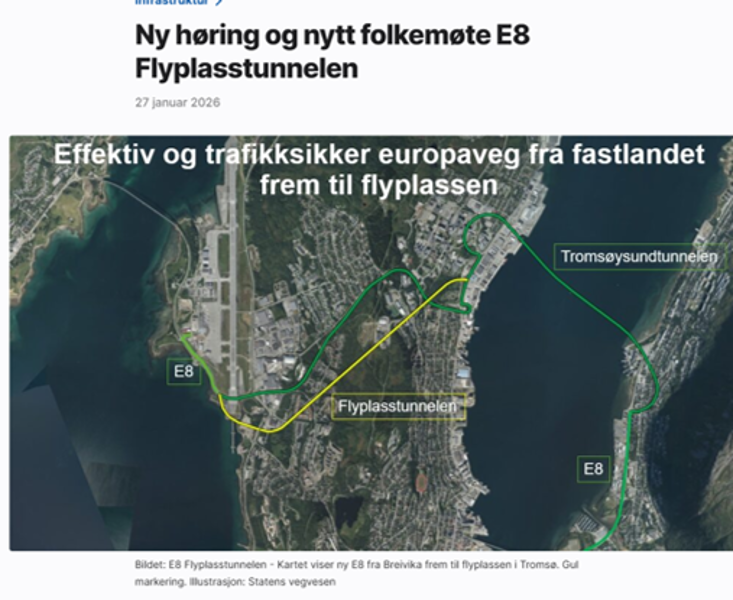 Infrastruktur
Ny høring og nytt folkemøte E8
Flyplasstunnelen
27 januar 2026
Effektiv og trafikksikker europaveg fra fastlandet
frem til flyplassen
Tromsøysundtunnelen
E8
Flyplasstunnelen
E8
Bildet: E8 Flyplasstunnelen - Kartet viser ny E8 fra Breivika frem til flyplassen i Tromsø. Gul
markering. Illustrasjon: Statens vegvesen